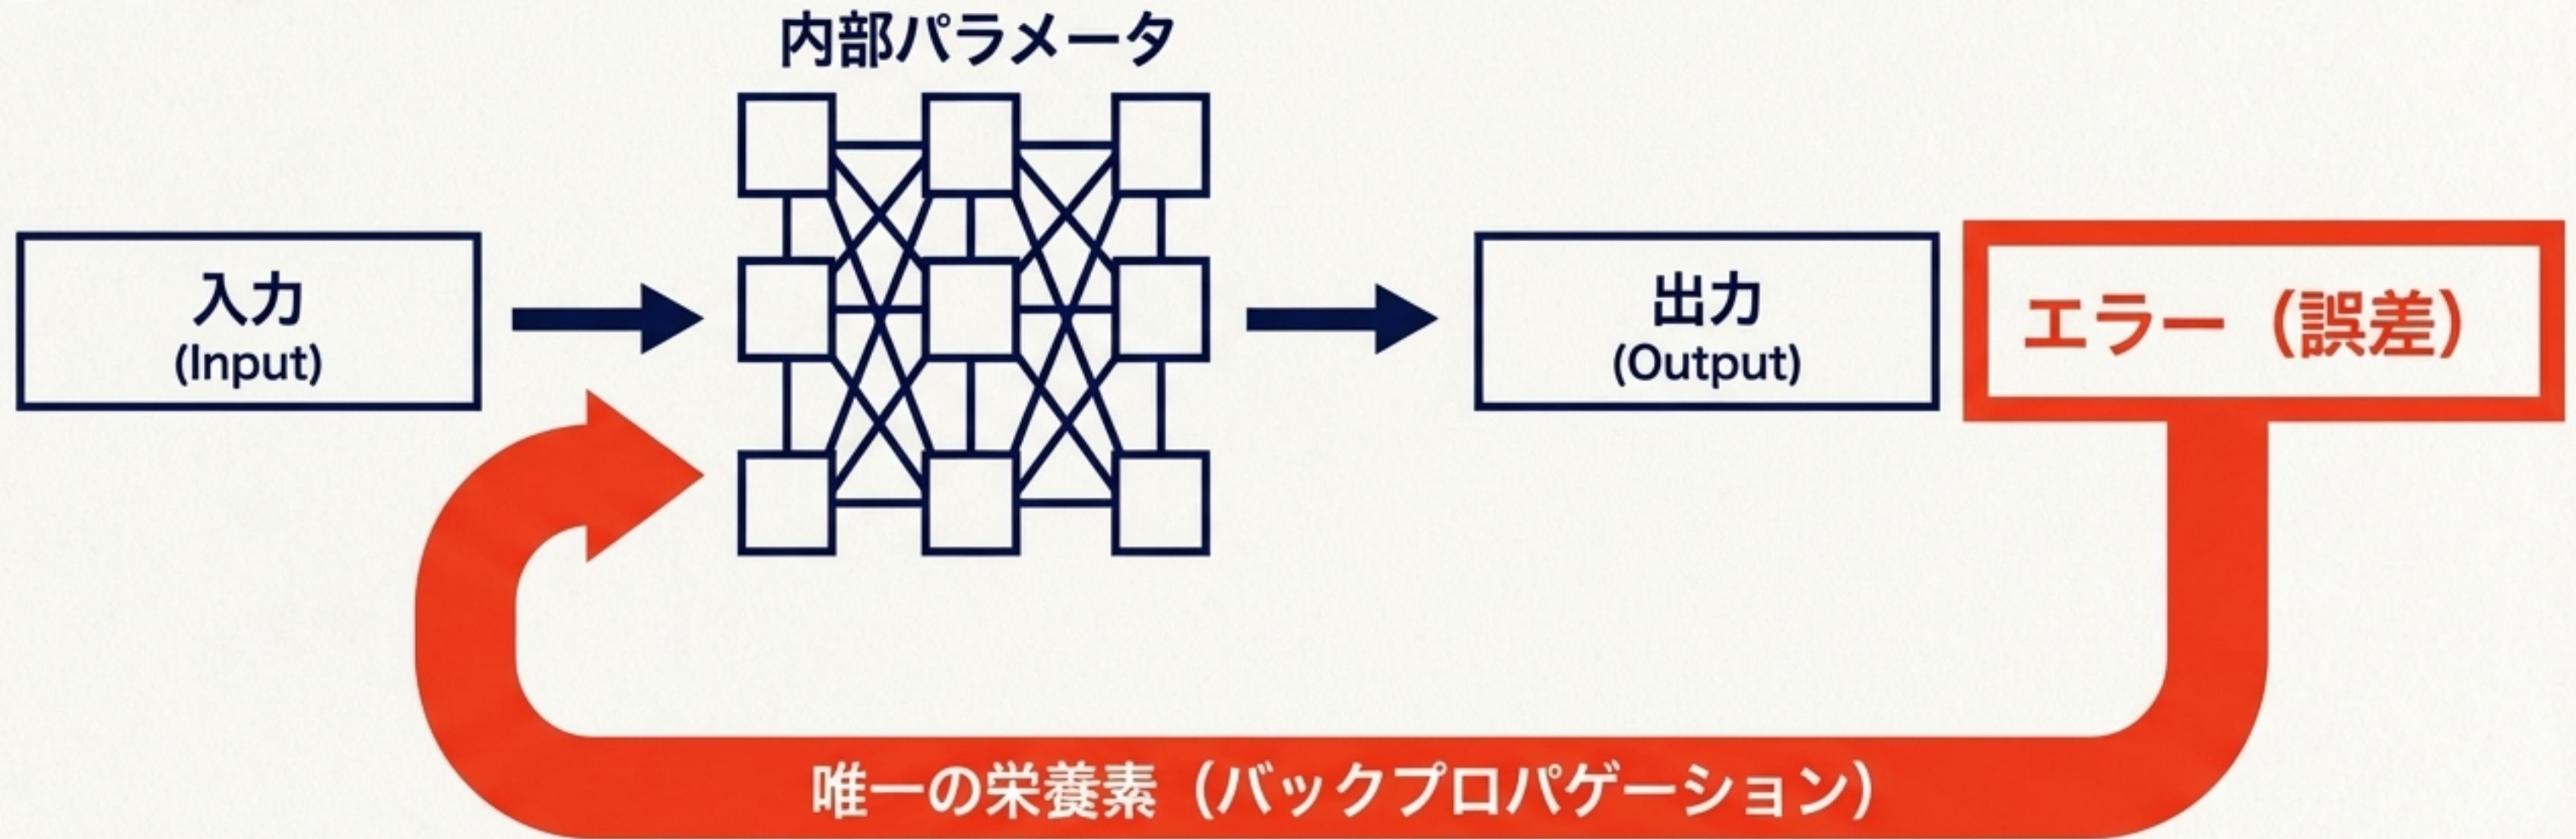 内部パラメータ
入力
(Input)
出力
(Output)
エラー（誤差）
唯一の栄養素（バックプロパゲーション）